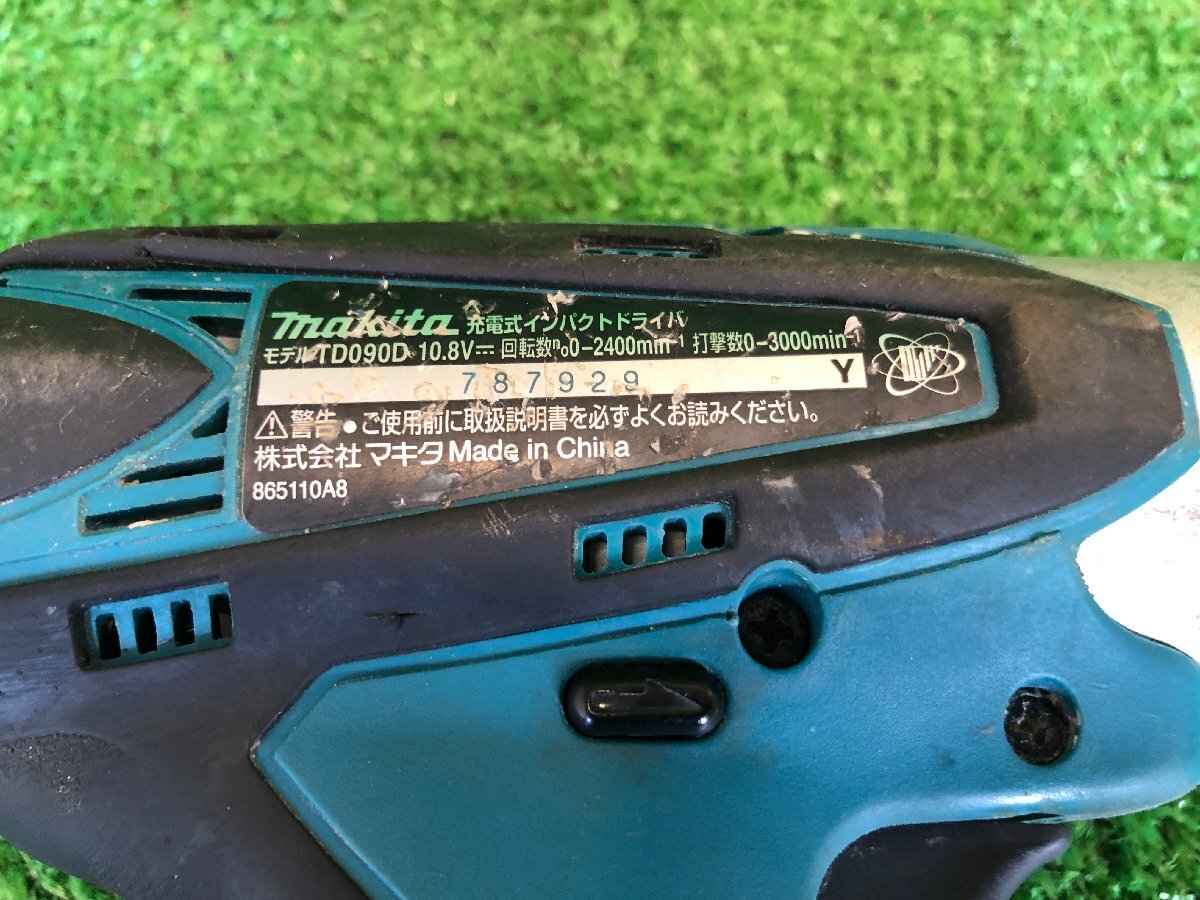 makita 充電式インパクトドライバ
モデル TD090D 10.8V⎓ 回転数n₀0-2400min⁻¹ 打撃数0-3000min⁻¹
787929 Y
⚠警告●ご使用前に取扱説明書を必ずよくお読みください。
株式会社 マキタ Made in China
865110A8